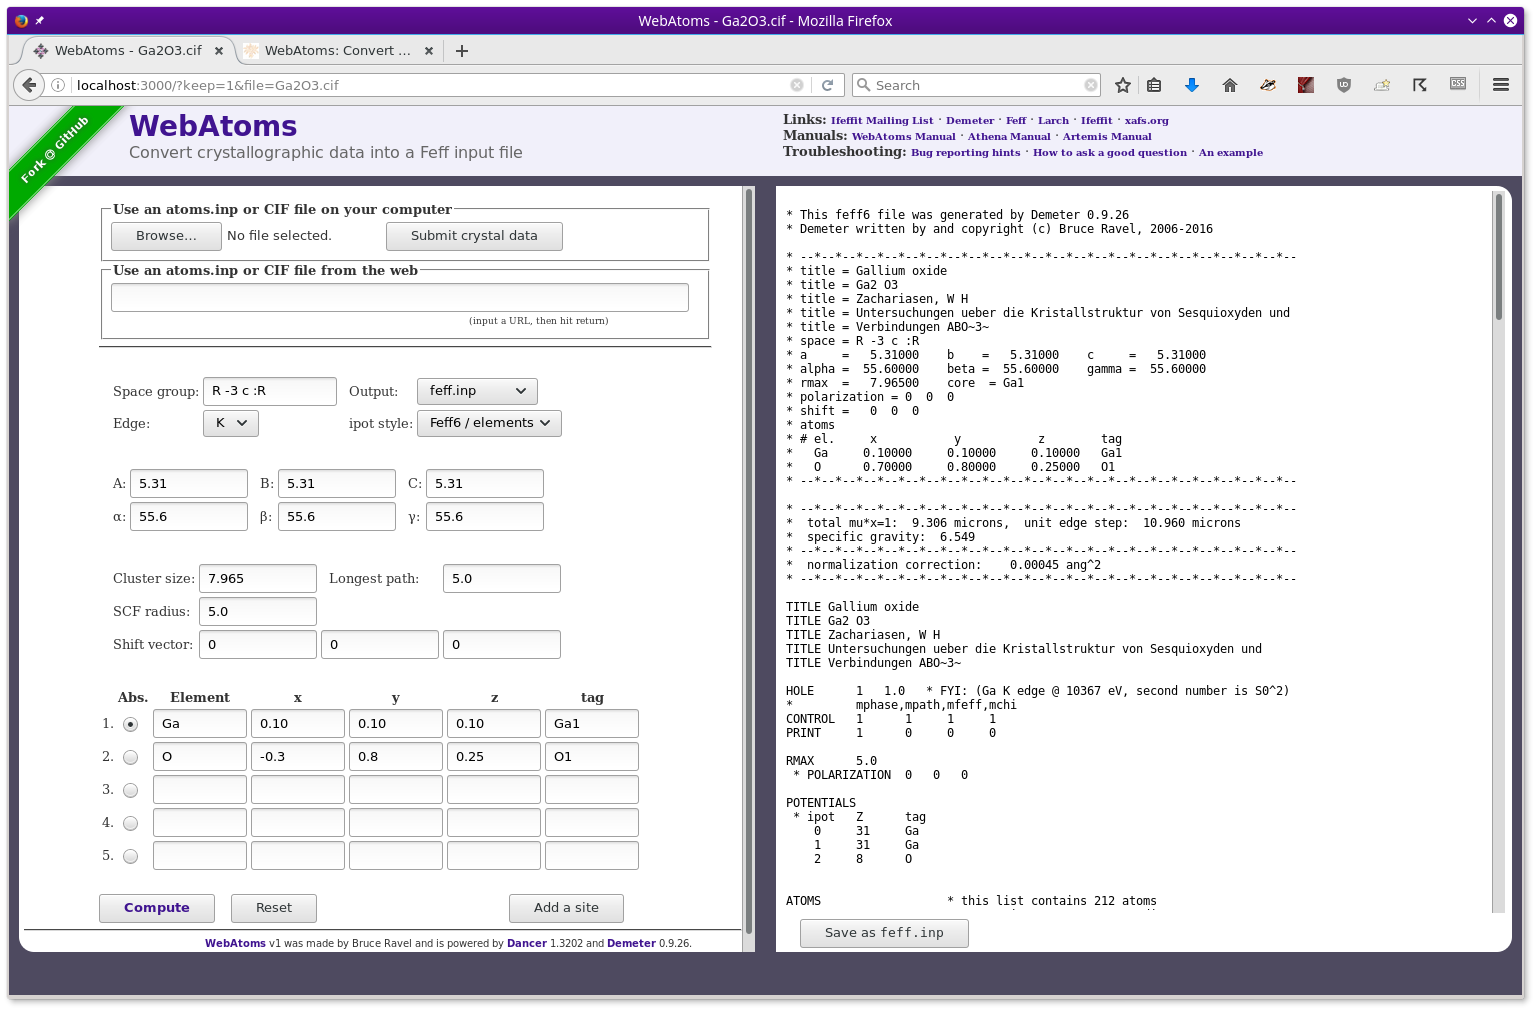 WebAtoms - Ga2O3.cif - Mozilla Firefox
WebAtoms - Ga2O3.cif
WebAtoms: Convert ...
localhost:3000/?keep=1&file=Ga2O3.cif
Search
Fork @ GitHub
WebAtoms
Convert crystallographic data into a Feff input file
Links: Ifeffit Mailing List · Demeter · Feff · Larch · Ifeffit · xafs.org
Manuals: WebAtoms Manual · Athena Manual · Artemis Manual
Troubleshooting: Bug reporting hints · How to ask a good question · An example
Use an atoms.inp or CIF file on your computer
Browse... No file selected. Submit crystal data
Use an atoms.inp or CIF file from the web
(input a URL, then hit return)
Space group: R -3 c :R Output: feff.inp
Edge: K ipot style: Feff6 / elements
A: 5.31 B: 5.31 C: 5.31
α: 55.6 β: 55.6 γ: 55.6
Cluster size: 7.965 Longest path: 5.0
SCF radius: 5.0
Shift vector: 0 0 0
Abs. Element x y z tag
1. Ga 0.10 0.10 0.10 Ga1
2. O -0.3 0.8 0.25 O1
3.
4.
5.
Compute Reset Add a site
WebAtoms v1 was made by Bruce Ravel and is powered by Dancer 1.3202 and Demeter 0.9.26.
* This feff6 file was generated by Demeter 0.9.26
* Demeter written by and copyright (c) Bruce Ravel, 2006-2016
* --*--*--*--*--*--*--*--*--*--*--*--*--*--*--*--*--*--*--*--*--*--*--*--
* title = Gallium oxide
* title = Ga2 O3
* title = Zachariasen, W H
* title = Untersuchungen ueber die Kristallstruktur von Sesquioxyden und
* title = Verbindungen ABO~3~
* space = R -3 c :R
* a     =   5.31000    b    =   5.31000    c     =   5.31000
* alpha =  55.60000    beta =  55.60000    gamma =  55.60000
* rmax  =   7.96500    core  = Ga1
* polarization = 0  0  0
* shift =   0  0  0
* atoms
* # el.     x           y           z        tag
*   Ga     0.10000     0.10000     0.10000   Ga1
*   O      0.70000     0.80000     0.25000   O1
* --*--*--*--*--*--*--*--*--*--*--*--*--*--*--*--*--*--*--*--*--*--*--*--
* --*--*--*--*--*--*--*--*--*--*--*--*--*--*--*--*--*--*--*--*--*--*--*--
*  total mu*x=1:  9.306 microns,  unit edge step:  10.960 microns
*  specific gravity:  6.549
* --*--*--*--*--*--*--*--*--*--*--*--*--*--*--*--*--*--*--*--*--*--*--*--
*  normalization correction:    0.00045 ang^2
* --*--*--*--*--*--*--*--*--*--*--*--*--*--*--*--*--*--*--*--*--*--*--*--
TITLE Gallium oxide
TITLE Ga2 O3
TITLE Zachariasen, W H
TITLE Untersuchungen ueber die Kristallstruktur von Sesquioxyden und
TITLE Verbindungen ABO~3~
HOLE      1   1.0   * FYI: (Ga K edge @ 10367 eV, second number is S0^2)
*         mphase,mpath,mfeff,mchi
CONTROL   1      1     1     1
PRINT     1      0     0     0
RMAX      5.0
* POLARIZATION  0   0   0
POTENTIALS
* ipot   Z      tag
0     31     Ga
1     31     Ga
2     8      O
ATOMS                  * this list contains 212 atoms
Save as feff.inp